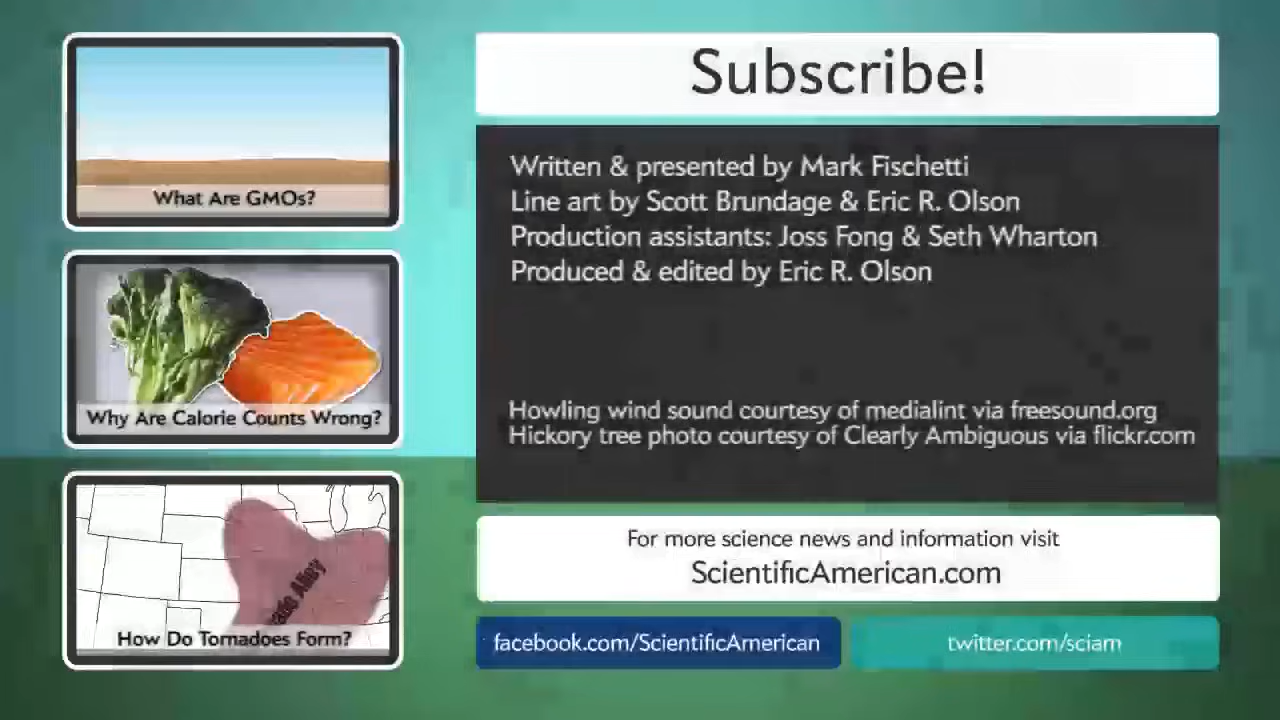 What Are GMOs?
Why Are Calorie Counts Wrong?
Alley
How Do Tornadoes Form?
Subscribe!
Written & presented by Mark Fischetti
Line art by Scott Brundage & Eric R. Olson
Production assistants: Joss Fong & Seth Wharton
Produced & edited by Eric R. Olson
Howling wind sound courtesy of medialint via freesound.org
Hickory tree photo courtesy of Clearly Ambiguous via flickr.com
For more science news and information visit
ScientificAmerican.com
facebook.com/ScientificAmerican
twitter.com/sciam